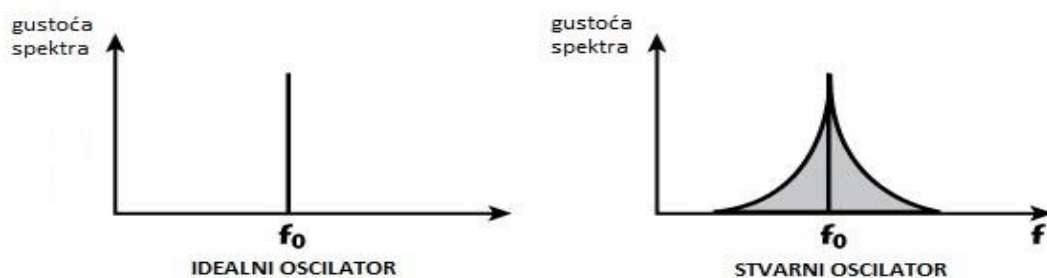 gustoća
spektra
f₀
IDEALNI OSCILATOR
gustoća
spektra
f₀
f
STVARNI OSCILATOR